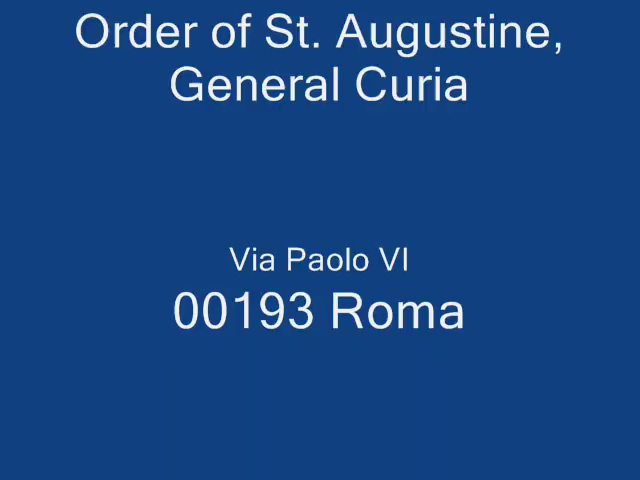 Order of St. Augustine,
General Curia
Via Paolo VI
00193 Roma